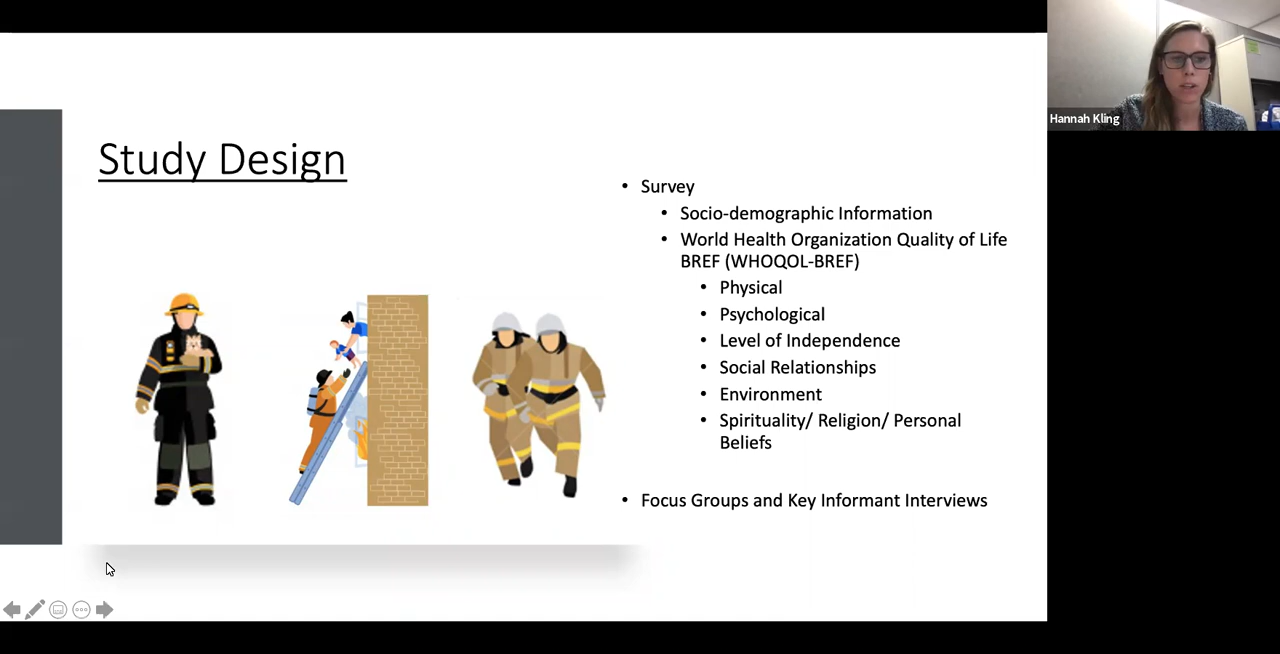 Study Design
Survey
Socio-demographic Information
World Health Organization Quality of Life
BREF (WHOQOL-BREF)
Physical
Psychological
Level of Independence
Social Relationships
Environment
Spirituality/ Religion/ Personal
Beliefs
Focus Groups and Key Informant Interviews
Hannah Kling